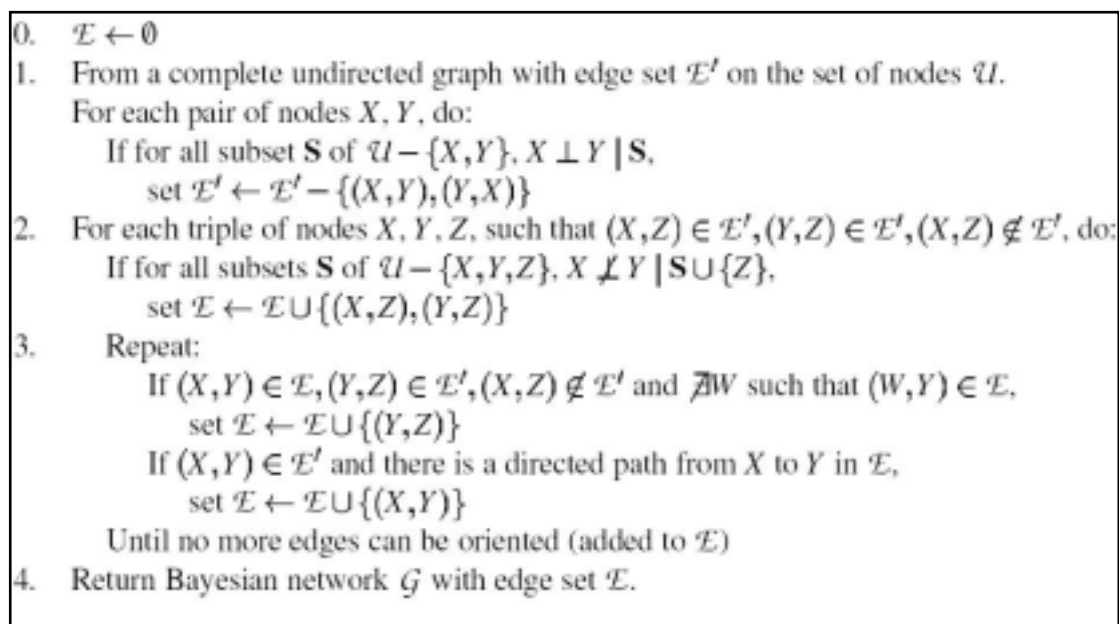 0. ℰ ← ∅
1. From a complete undirected graph with edge set ℰ′ on the set of nodes 𝒰.
For each pair of nodes X, Y, do:
If for all subset S of 𝒰 − {X,Y}, X ⊥ Y | S,
set ℰ′ ← ℰ′ − {(X,Y),(Y,X)}
2. For each triple of nodes X, Y, Z, such that (X,Z) ∈ ℰ′,(Y,Z) ∈ ℰ′,(X,Z) ∉ ℰ′, do:
If for all subsets S of 𝒰 − {X,Y,Z}, X ⊥̸ Y | S ∪ {Z},
set ℰ ← ℰ ∪ {(X,Z),(Y,Z)}
3. Repeat:
If (X,Y) ∈ ℰ,(Y,Z) ∈ ℰ′,(X,Z) ∉ ℰ′ and ∄W such that (W,Y) ∈ ℰ,
set ℰ ← ℰ ∪ {(Y,Z)}
If (X,Y) ∈ ℰ′ and there is a directed path from X to Y in ℰ,
set ℰ ← ℰ ∪ {(X,Y)}
Until no more edges can be oriented (added to ℰ)
4. Return Bayesian network 𝒢 with edge set ℰ.